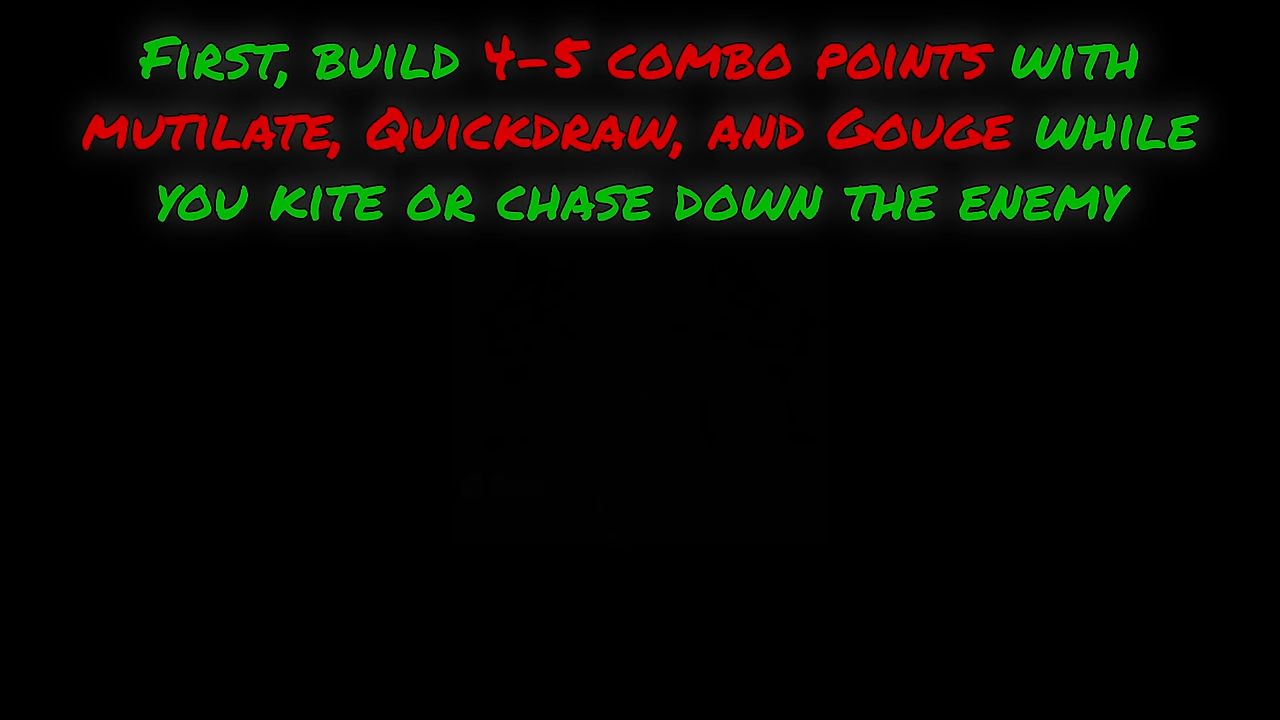 First, build 4-5 combo points with
mutilate, Quickdraw, and Gouge while
you kite or chase down the enemy